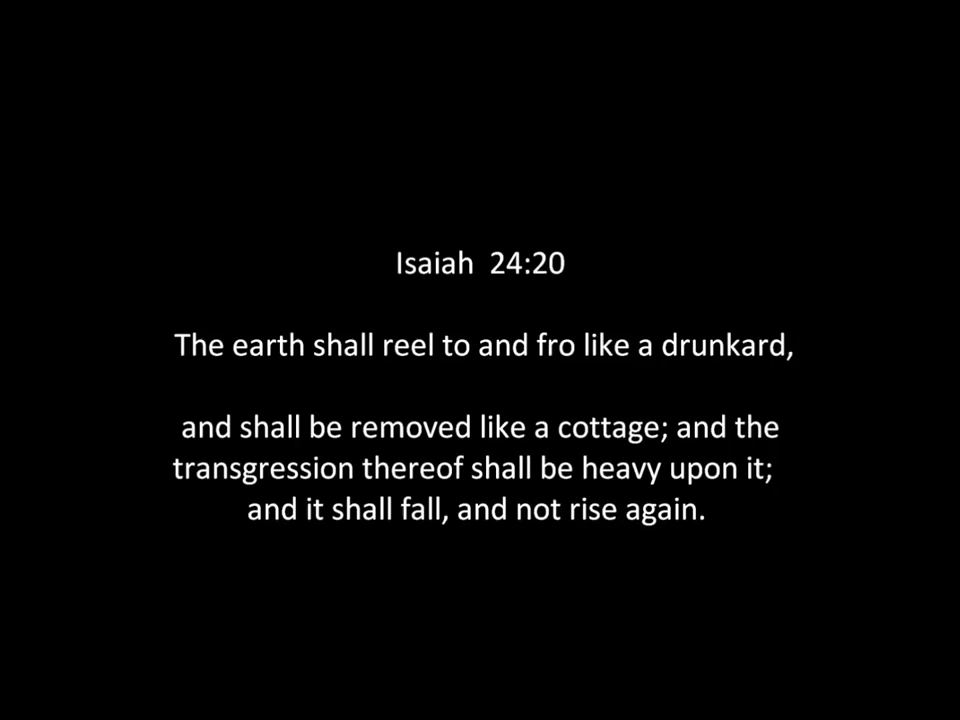 Isaiah  24:20
The earth shall reel to and fro like a drunkard,
and shall be removed like a cottage; and the
transgression thereof shall be heavy upon it;
and it shall fall, and not rise again.